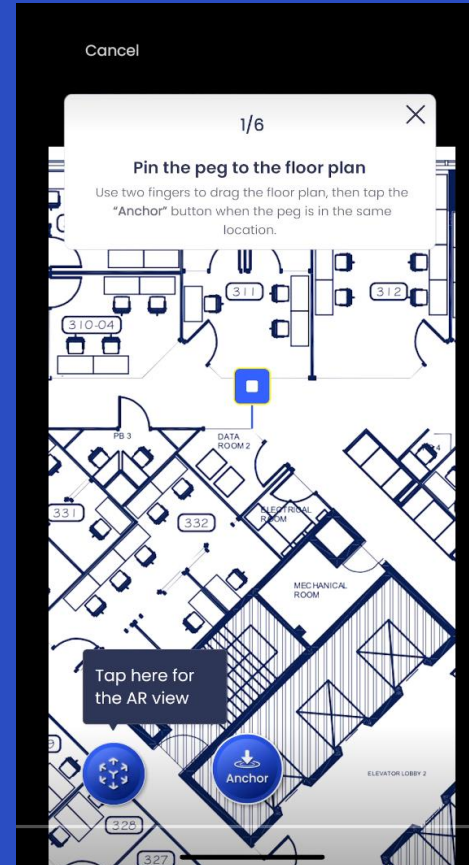 Cancel
1/6
Pin the peg to the floor plan
Use two fingers to drag the floor plan, then tap the
“Anchor” button when the peg is in the same
location.
311
312
310-04
PB 3
DATA
ROOM 2
331
332
ELECTRICAL
ROOM
MECHANICAL
ROOM
Tap here for
the AR view
Anchor
ELEVATOR LOBBY 2
328
327